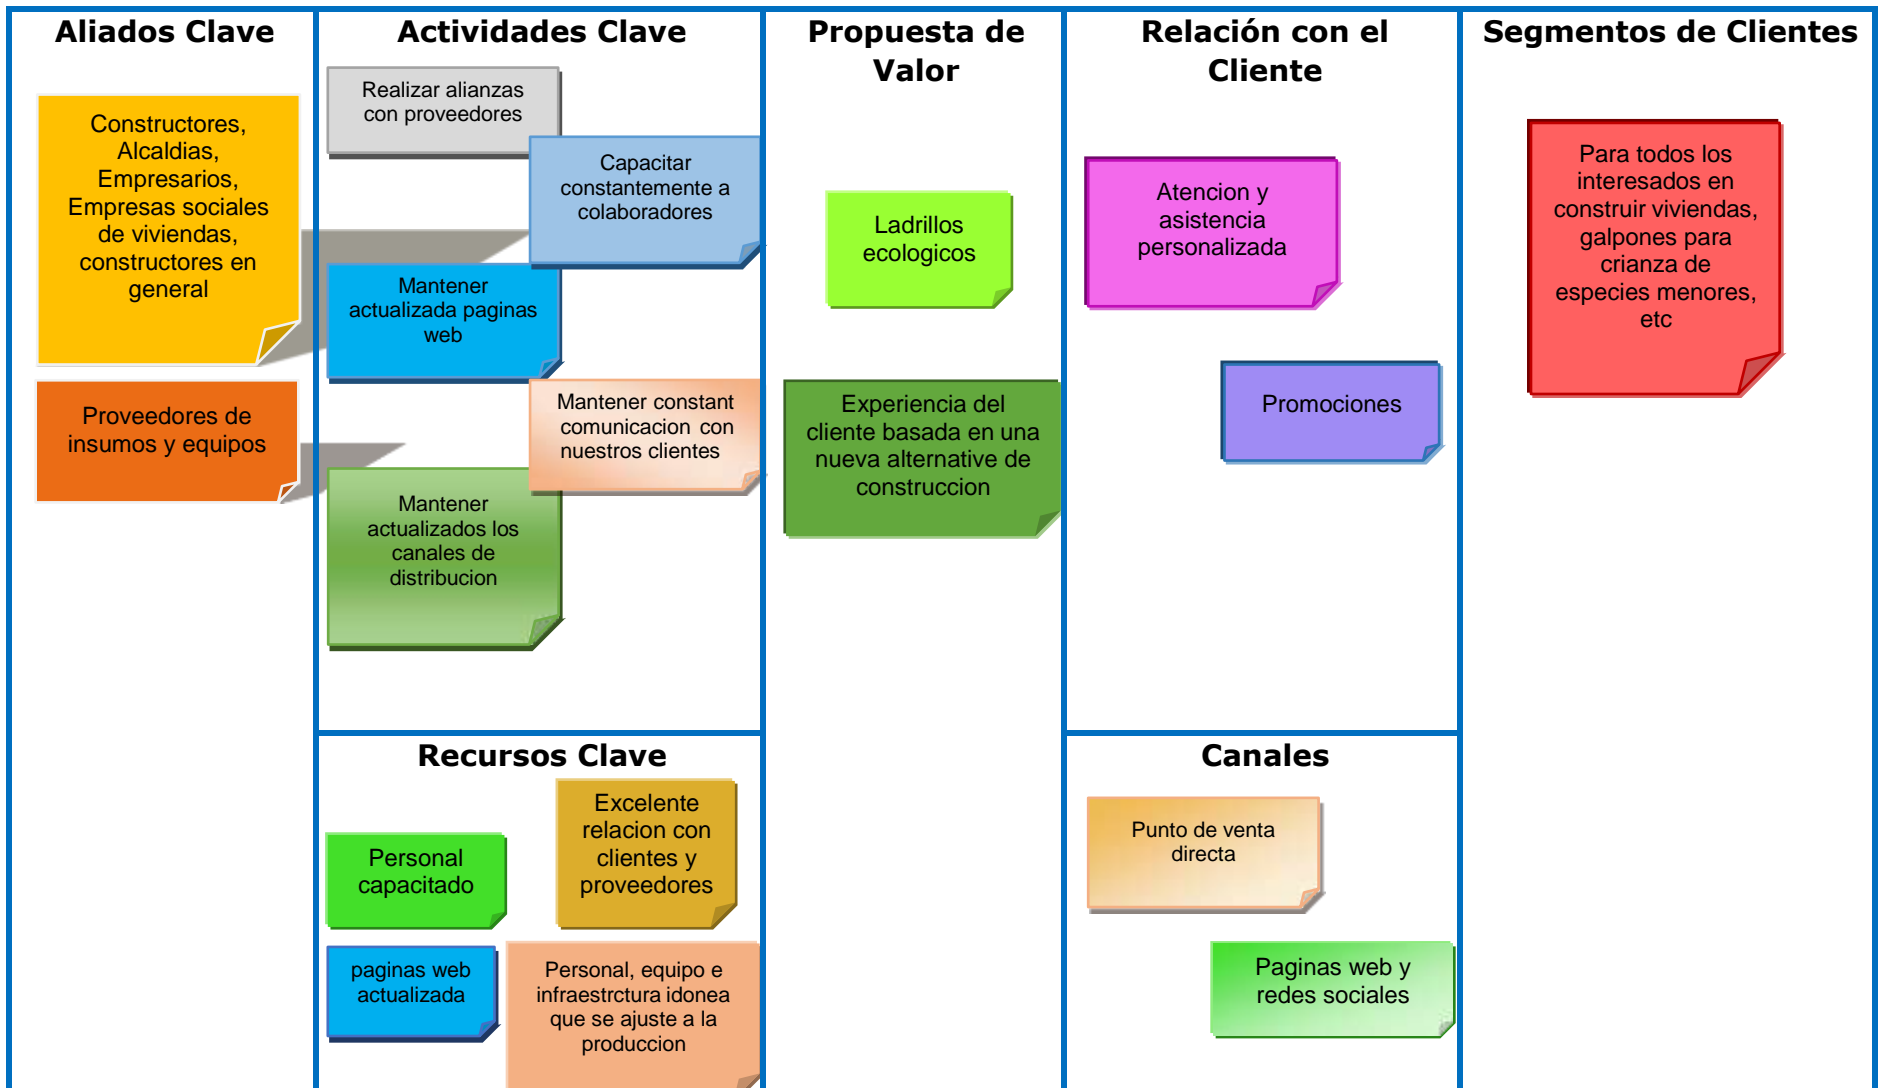 Aliados Clave
Constructores,
Alcaldias,
Empresarios,
Empresas sociales
de viviendas,
constructores en
general
Proveedores de
insumos y equipos
Actividades Clave
Realizar alianzas
con proveedores
Capacitar
constantemente a
colaboradores
Mantener
actualizada paginas
web
Mantener constant
comunicacion con
nuestros clientes
Mantener
actualizados los
canales de
distribucion
Recursos Clave
Excelente
relacion con
clientes y
proveedores
Personal
capacitado
paginas web
actualizada
Personal, equipo e
infraestrctura idonea
que se ajuste a la
produccion
Propuesta de
Valor
Ladrillos
ecologicos
Experiencia del
cliente basada en una
nueva alternative de
construccion
Relación con el
Cliente
Atencion y
asistencia
personalizada
Promociones
Canales
Punto de venta
directa
Paginas web y
redes sociales
Segmentos de Clientes
Para todos los
interesados en
construir viviendas,
galpones para
crianza de
especies menores,
etc